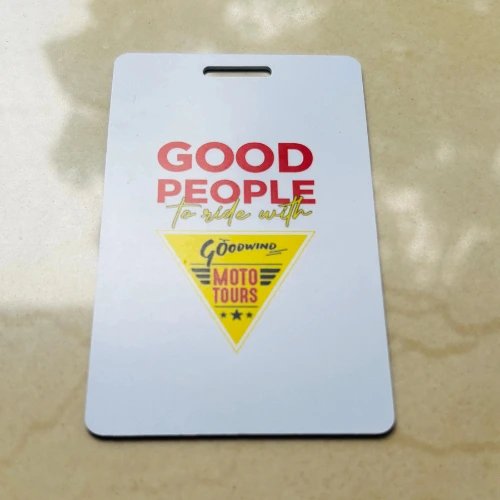 GOOD
PEOPLE
to ride with
GOODWIND
MOTO
TOURS